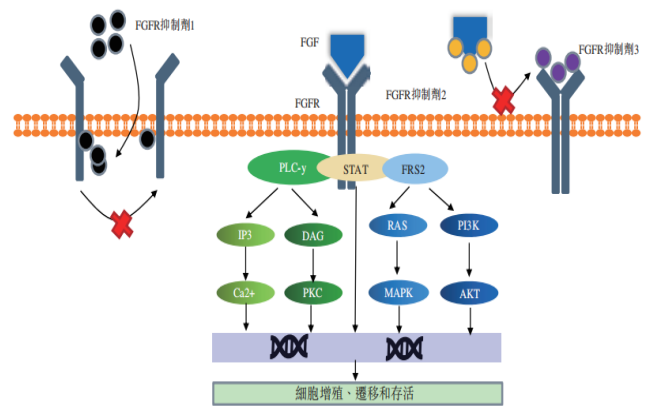 FGFR抑制劑1
FGF
FGFR抑制劑3
FGFR
FGFR抑制劑2
PLC-y
STAT
FRS2
IP3
DAG
RAS
PI3K
Ca2+
PKC
MAPK
AKT
細胞增殖、遷移和存活